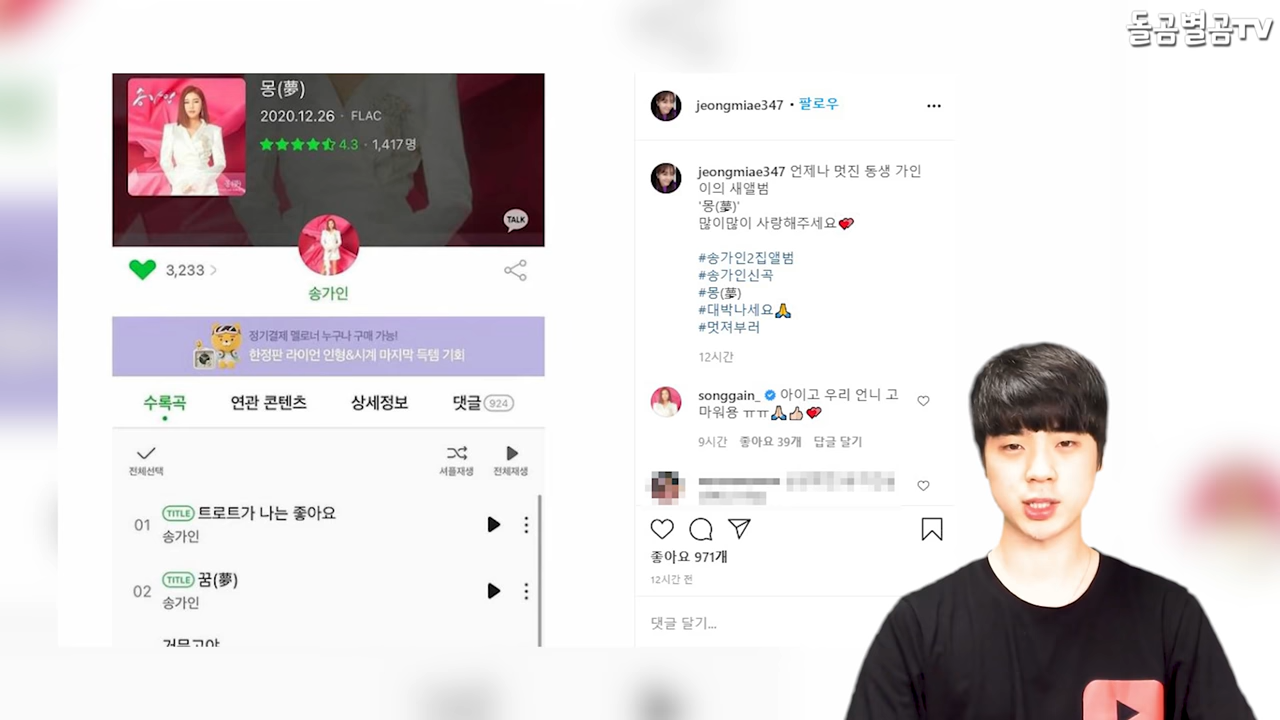 돌곰별곰TV
송가인
몽(夢)
2020.12.26 · FLAC
4.3 · 1,417명
TALK
3,233
송가인
정기결제 멜로너 누구나 구매 가능!
한정판 라이언 인형&시계 마지막 득템 기회
수록곡 연관 콘텐츠 상세정보 댓글 924
전체선택 셔플재생 전체재생
01 TITLE 트로트가 나는 좋아요
송가인
02 TITLE 꿈(夢)
송가인
거문고야
jeongmiae347 • 팔로우
jeongmiae347 언제나 멋진 동생 가인
이의 새앨범
'몽(夢)'
많이많이 사랑해주세요💕
#송가인2집앨범
#송가인신곡
#몽(夢)
#대박나세요🙏
#멋져부러
12시간
songgain_ 아이고 우리 언니 고
마워용 ㅠㅠ🙏👍💕
9시간 좋아요 39개 답글 달기
좋아요 971개
12시간 전
댓글 달기...